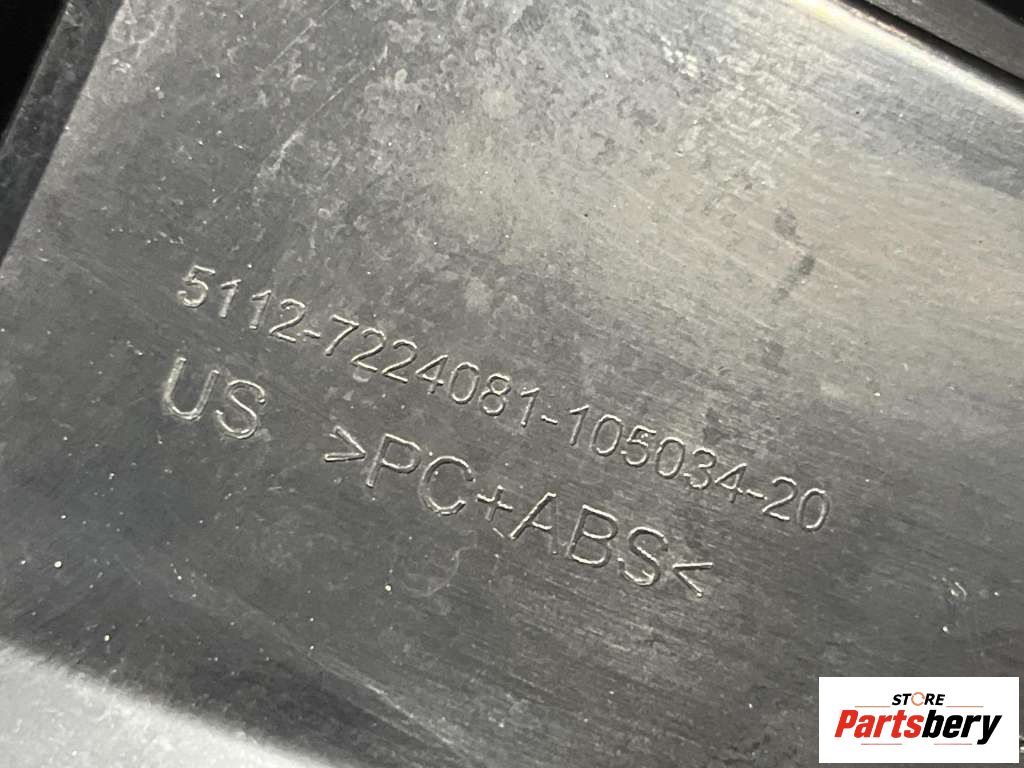 5112-7224081-105034-20
US >PC+ABS<
STORE
Partsbery